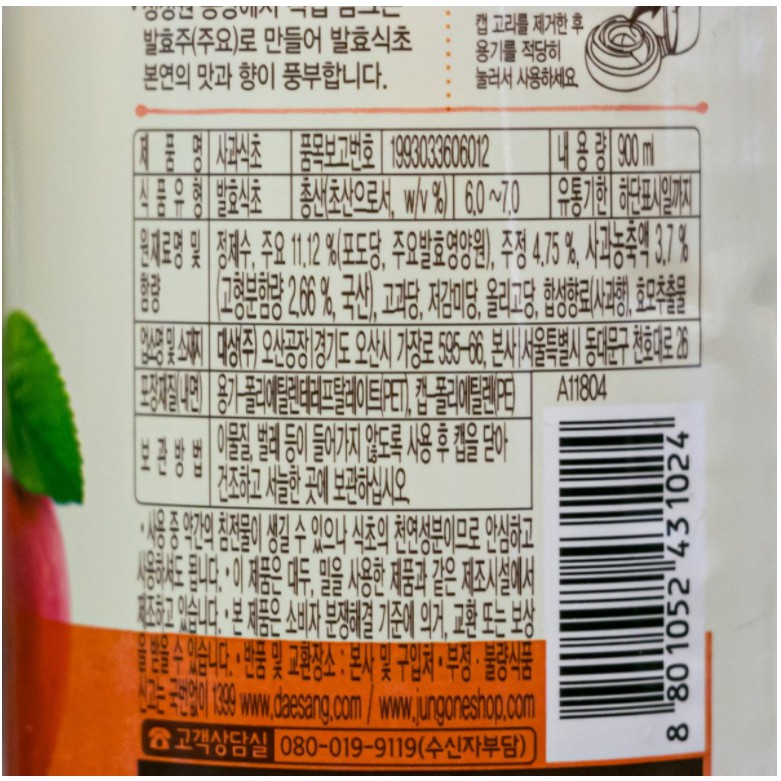 청정원 공장에서 직접 담그는
발효주(주요)로 만들어 발효식초
본연의 맛과 향이 풍부합니다.
캡 고리를 제거한 후
용기를 적당히
눌러서 사용하세요
제품명 사과식초 품목보고번호 1993033606012 내용량 900 ml
식품유형 발효식초 총산(초산으로서, w/v %) 6.0 ~7.0 유통기한 하단표시일까지
원재료명 및 정제수, 주요 11.12 %(포도당, 주요발효영양원), 주정 4.75 %, 사과농축액 3.7 %
함량 (고형분함량 2.66 %, 국산), 고과당, 저감미당, 올리고당, 합성향료(사과향), 효모추출물
업소명 및 소재지 대상(주) 오산공장 경기도 오산시 가장로 595-66, 본사 서울특별시 동대문구 천호대로 26
포장재질(내면) 용기-폴리에틸렌테레프탈레이트(PET), 캡-폴리에틸렌(PE) A11804
보관방법 이물질, 벌레 등이 들어가지 않도록 사용 후 캡을 닫아
건조하고 서늘한 곳에 보관하십시오
• 사용 중 약간의 침전물이 생길 수 있으나 식초의 천연성분이므로 안심하고
사용하셔도 됩니다. • 이 제품은 대두, 밀을 사용한 제품과 같은 제조시설에서
제조하고 있습니다. • 본 제품은 소비자 분쟁해결 기준에 의거, 교환 또는 보상
을 받을 수 있습니다. • 반품 및 교환장소 : 본사 및 구입처 • 부정 · 불량식품
신고는 국번없이 1399 www.daesang.com / www.jungoneshop.com
고객상담실 080-019-9119(수신자부담)
8 801052 431024